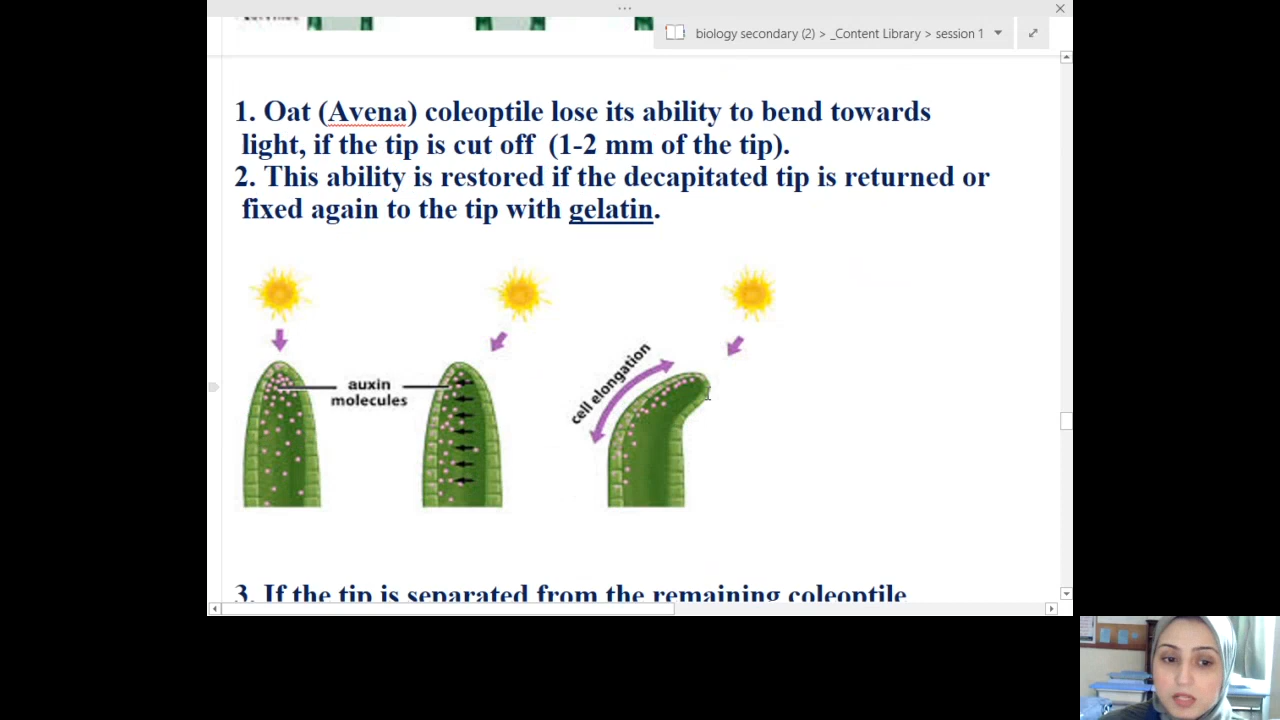 biology secondary (2) > _Content Library > session 1
1. Oat (Avena) coleoptile lose its ability to bend towards
light, if the tip is cut off (1-2 mm of the tip).
2. This ability is restored if the decapitated tip is returned or
fixed again to the tip with gelatin.
auxin
molecules
cell elongation
3. If the tip is separated from the remaining coleoptile